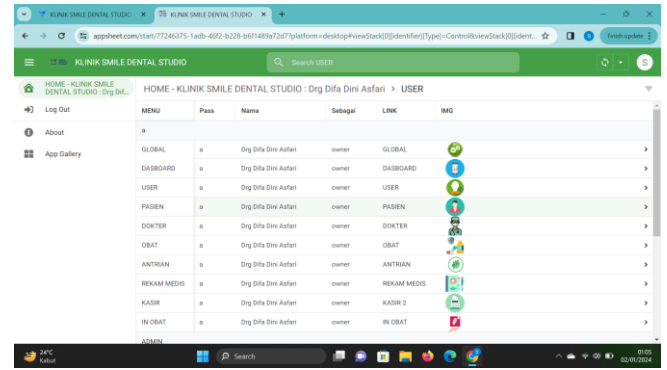 KLINIK SMILE DENTAL STUDIO
KLINIK SMILE DENTAL STUDIO
appsheet.com/start/77246375-1adb-46f2-b228-b6f1489a72d7?platform=desktop#viewStack[0][identifier][Type]=Control&viewStack[0][ident...
Finish update
KLINIK SMILE DENTAL STUDIO
Search USER
S
HOME - KLINIK SMILE DENTAL STUDIO : Drg Dif...
Log Out
About
App Gallery
HOME - KLINIK SMILE DENTAL STUDIO : Drg Difa Dini Asfari > USER
MENU Pass Nama Sebagai LINK IMG
a
GLOBAL a Drg Difa Dini Asfari owner GLOBAL
DASBOARD a Drg Difa Dini Asfari owner DASBOARD
USER a Drg Difa Dini Asfari owner USER
PASIEN a Drg Difa Dini Asfari owner PASIEN
DOKTER a Drg Difa Dini Asfari owner DOKTER
OBAT a Drg Difa Dini Asfari owner OBAT
ANTRIAN a Drg Difa Dini Asfari owner ANTRIAN
REKAM MEDIS a Drg Difa Dini Asfari owner REKAM MEDIS
KASIR a Drg Difa Dini Asfari owner KASIR 2
IN OBAT a Drg Difa Dini Asfari owner IN OBAT
ADMIN
24°C
Kabut
Search
01:05
02/01/2024